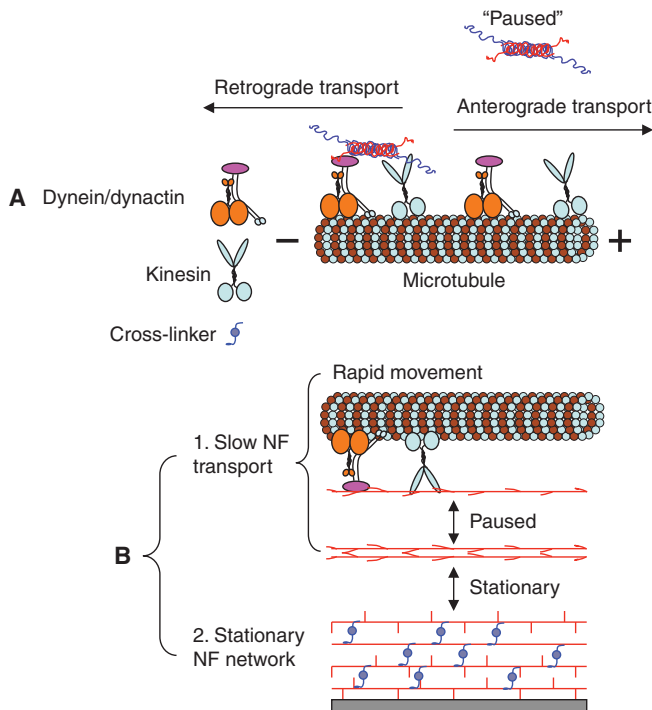 "Paused"
Retrograde transport
Anterograde transport
A
Dynein/dynactin
−
+
Kinesin
Microtubule
Cross-linker
Rapid movement
1. Slow NF
transport
Paused
B
Stationary
2. Stationary
NF network